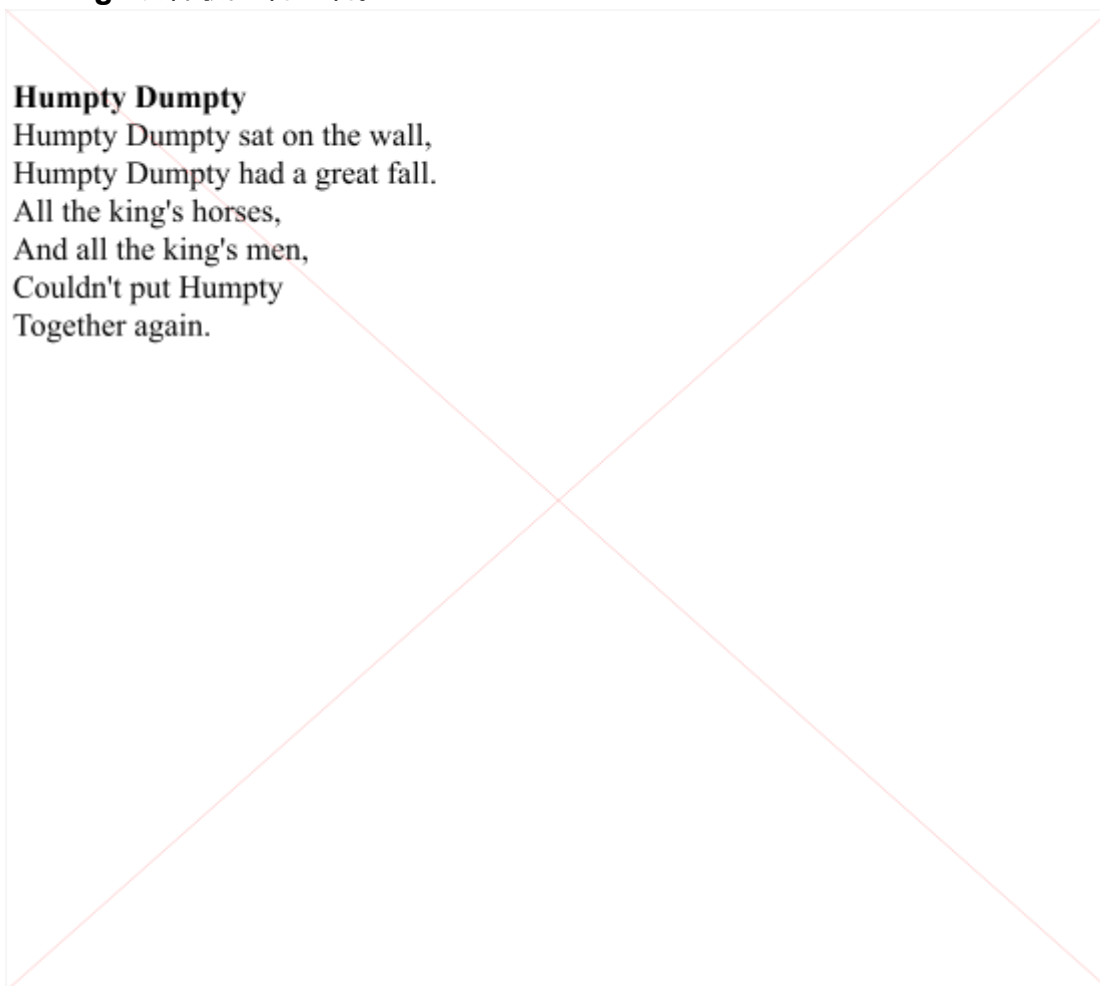 Humpty Dumpty
Humpty Dumpty sat on the wall,
Humpty Dumpty had a great fall.
All the king's horses,
And all the king's men,
Couldn't put Humpty
Together again.